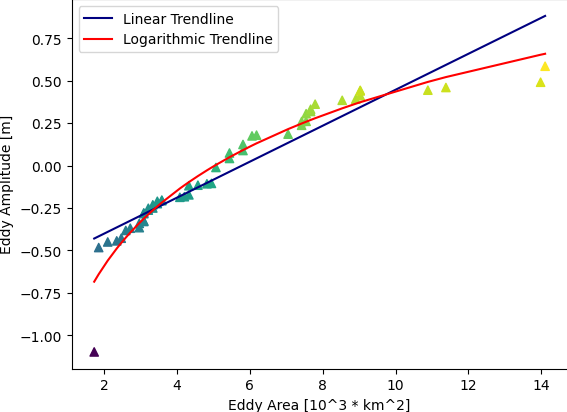 Linear Trendline
Logarithmic Trendline
0.75
0.50
0.25
0.00
−0.25
−0.50
−0.75
−1.00
Eddy Amplitude [m]
2 4 6 8 10 12 14
Eddy Area [10^3 * km^2]